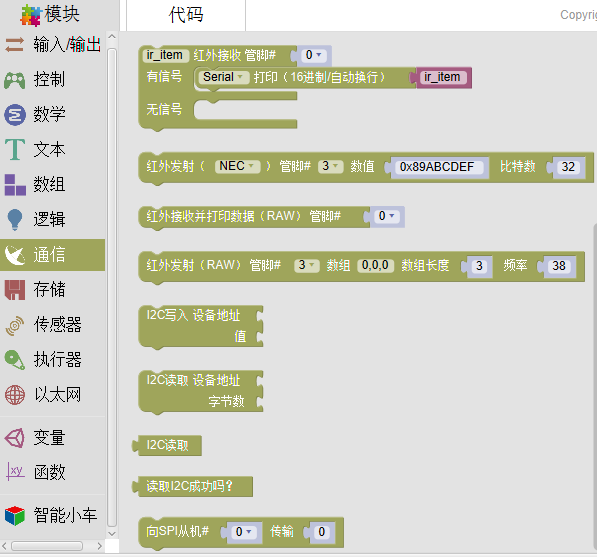 模块
代码
Copyri
输入/输出
控制
数学
文本
数组
逻辑
通信
存储
传感器
执行器
以太网
变量
函数
智能小车
ir_item 红外接收 管脚# 0
有信号 Serial 打印（16进制/自动换行） ir_item
无信号
红外发射（ NEC ） 管脚# 3 数值 0x89ABCDEF 比特数 32
红外接收并打印数据（RAW） 管脚# 0
红外发射（RAW） 管脚# 3 数组 0,0,0 数组长度 3 频率 38
I2C写入 设备地址
值
I2C读取 设备地址
字节数
I2C读取
读取I2C成功吗?
向SPI从机# 0 传输 0
xy